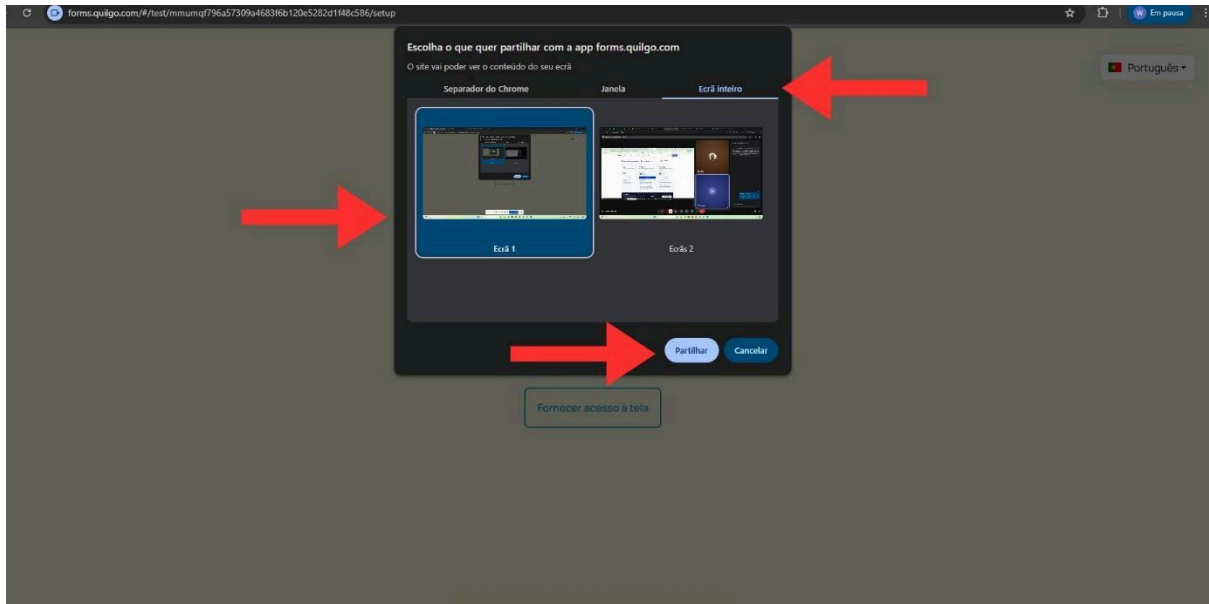 forms.quilgo.com/#/test/mmumqf796a57309a4683f6b120e5282d1f48c586/setup
Em pausa
Escolha o que quer partilhar com a app forms.quilgo.com
O site vai poder ver o conteúdo do seu ecrã
Português
Separador do Chrome Janela Ecrã inteiro
Ecrã 1 Ecrãs 2
Partilhar Cancelar
Fornecer acesso à tela